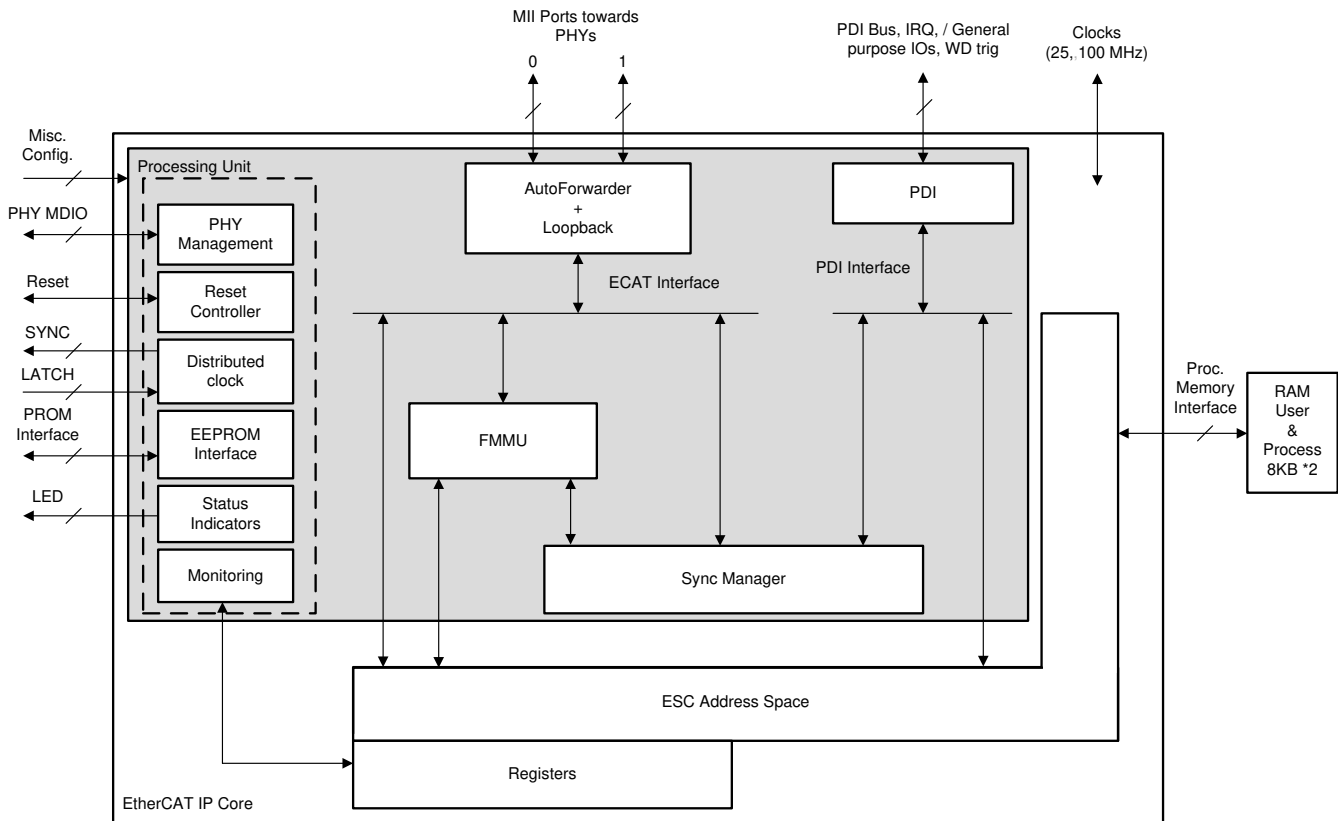 MII Ports towards
PHYs
0
1
PDI Bus, IRQ, / General
purpose IOs, WD trig
Clocks
(25, 100 MHz)
Misc.
Config.
Processing Unit
PHY MDIO
PHY
Management
Reset
Reset
Controller
SYNC
LATCH
Distributed
clock
PROM
Interface
EEPROM
Interface
LED
Status
Indicators
Monitoring
AutoForwarder
+
Loopback
ECAT Interface
PDI
PDI Interface
FMMU
Sync Manager
Proc.
Memory
Interface
RAM
User
&
Process
8KB *2
ESC Address Space
Registers
EtherCAT IP Core